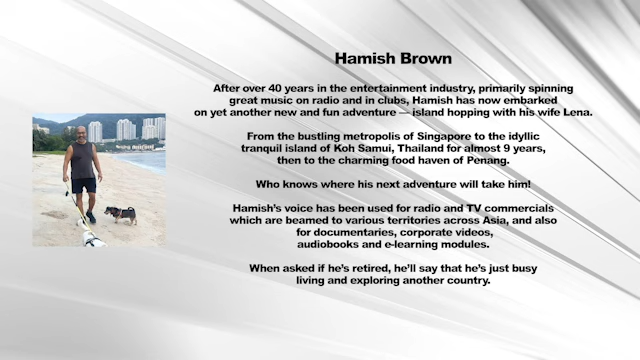 Hamish Brown
After over 40 years in the entertainment industry, primarily spinning
great music on radio and in clubs, Hamish has now embarked
on yet another new and fun adventure — island hopping with his wife Lena.
From the bustling metropolis of Singapore to the idyllic
tranquil island of Koh Samui, Thailand for almost 9 years,
then to the charming food haven of Penang.
Who knows where his next adventure will take him!
Hamish's voice has been used for radio and TV commercials
which are beamed to various territories across Asia, and also
for documentaries, corporate videos,
audiobooks and e-learning modules.
When asked if he's retired, he'll say that he's just busy
living and exploring another country.